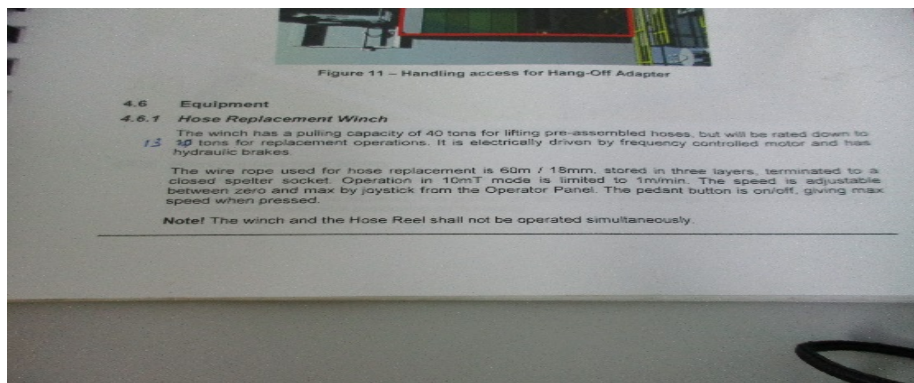 Figure 11 – Handling access for Hang-Off Adapter
4.6 Equipment
4.6.1 Hose Replacement Winch
The winch has a pulling capacity of 40 tons for lifting pre-assembled hoses, but will be rated down to
13 10 tons for replacement operations. It is electrically driven by frequency controlled motor and has
hydraulic brakes.
The wire rope used for hose replacement is 60m / 18mm, stored in three layers, terminated to a
closed spelter socket. Operation in 10mT mode is limited to 1m/min. The speed is adjustable
between zero and max by joystick from the Operator Panel. The pedant button is on/off, giving max
speed when pressed.
Note! The winch and the Hose Reel shall not be operated simultaneously.